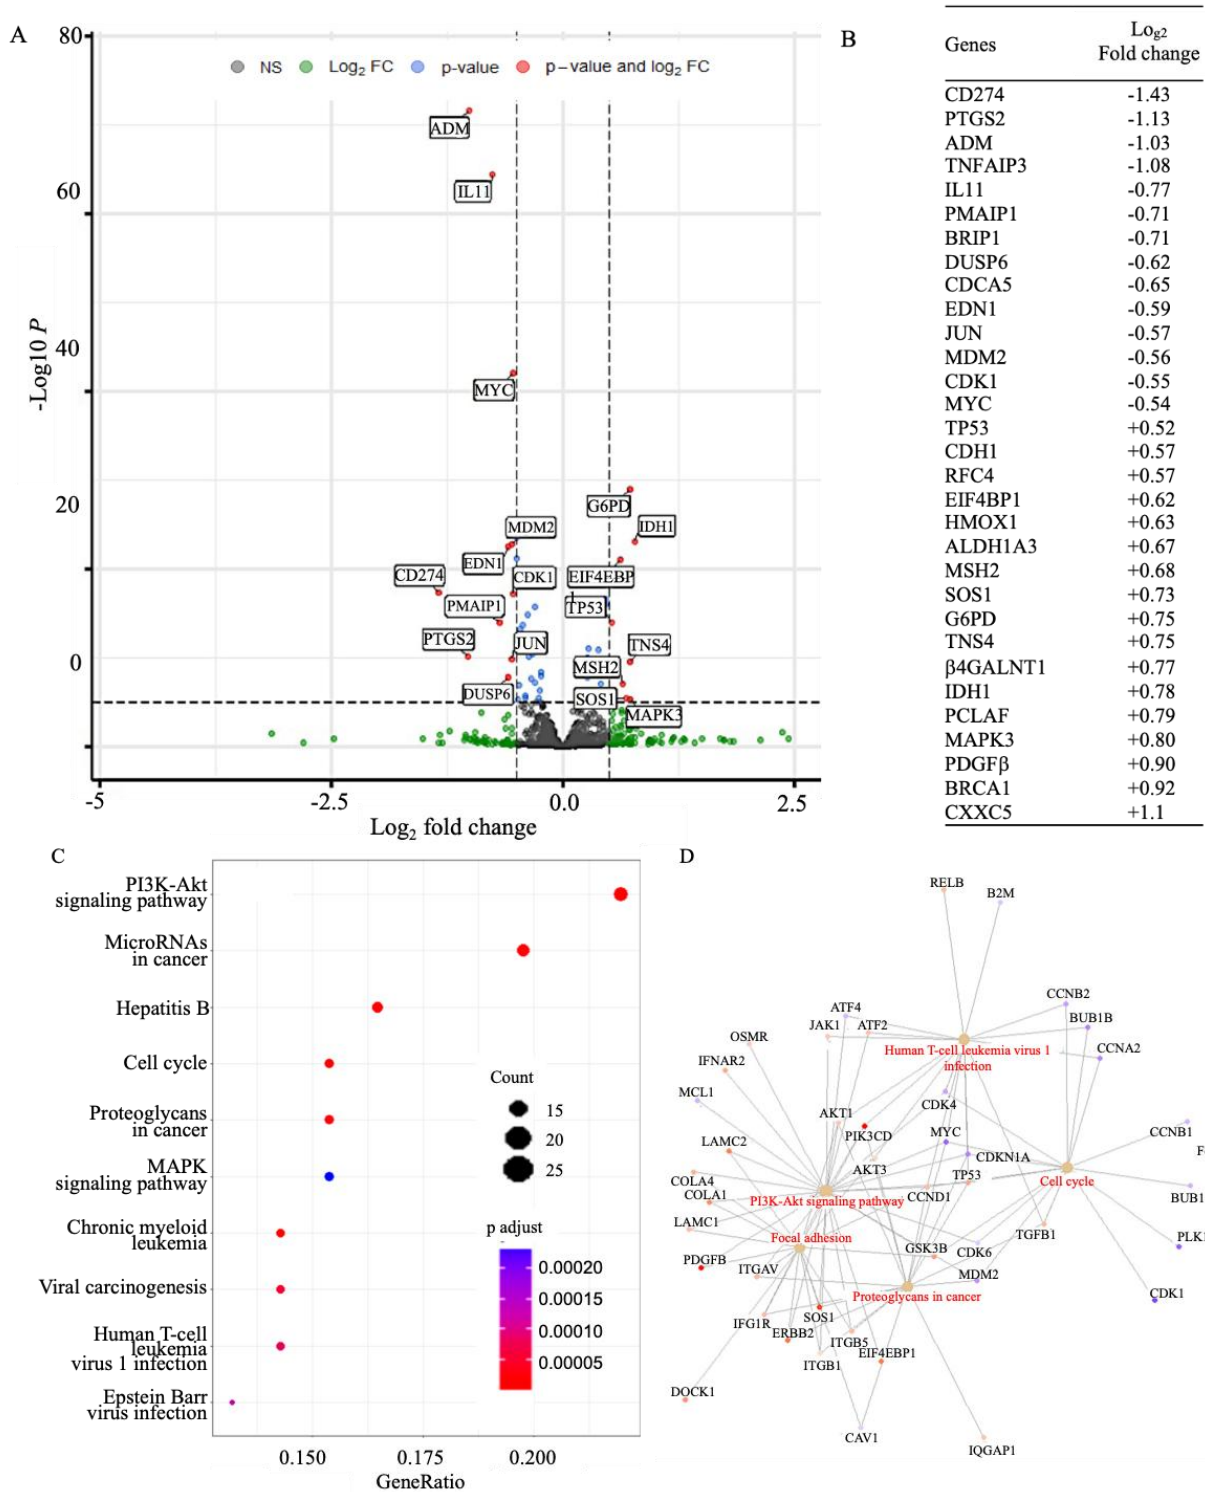 A
80
NS Log2 FC p-value p – value and log2 FC
ADM
60
IL11
40
MYC
-Log10 P
20
G6PD
MDM2
IDH1
EDN1
CD274
CDK1
EIF4EBP
1
PMAIP1
TP53
PTGS2
JUN
TNS4
0
MSH2
DUSP6
SOS1
MAPK3
-5 -2.5 0.0 2.5
Log2 fold change
B
Genes Log2
Fold change
CD274 -1.43
PTGS2 -1.13
ADM -1.03
TNFAIP3 -1.08
IL11 -0.77
PMAIP1 -0.71
BRIP1 -0.71
DUSP6 -0.62
CDCA5 -0.65
EDN1 -0.59
JUN -0.57
MDM2 -0.56
CDK1 -0.55
MYC -0.54
TP53 +0.52
CDH1 +0.57
RFC4 +0.57
EIF4BP1 +0.62
HMOX1 +0.63
ALDH1A3 +0.67
MSH2 +0.68
SOS1 +0.73
G6PD +0.75
TNS4 +0.75
β4GALNT1 +0.77
IDH1 +0.78
PCLAF +0.79
MAPK3 +0.80
PDGFβ +0.90
BRCA1 +0.92
CXXC5 +1.1
C
PI3K-Akt
signaling pathway
MicroRNAs
in cancer
Hepatitis B
Cell cycle
Proteoglycans
in cancer
MAPK
signaling pathway
Chronic myeloid
leukemia
Viral carcinogenesis
Human T-cell
leukemia
virus 1 infection
Epstein Barr
virus infection
Count
15
20
25
p adjust
0.00020
0.00015
0.00010
0.00005
0.150 0.175 0.200
GeneRatio
D
RELB
B2M
CCNB2
ATF4
JAK1 ATF2
BUB1B
OSMR
Human T-cell leukemia virus 1
infection
CCNA2
IFNAR2
MCL1
CDK4
AKT1
PIK3CD
MYC
CCNB1
LAMC2
CDKN1A
F
AKT3
TP53
COLA4
COLA1
PI3K-Akt signaling pathway
CCND1
Cell cycle
BUB1
LAMC1
Focal adhesion
TGFB1
PLK1
GSK3B
CDK6
PDGFB
ITGAV
MDM2
CDK1
Proteoglycans in cancer
IFG1R
SOS1
ERBB2
ITGB5
EIF4EBP1
ITGB1
DOCK1
CAV1
IQGAP1